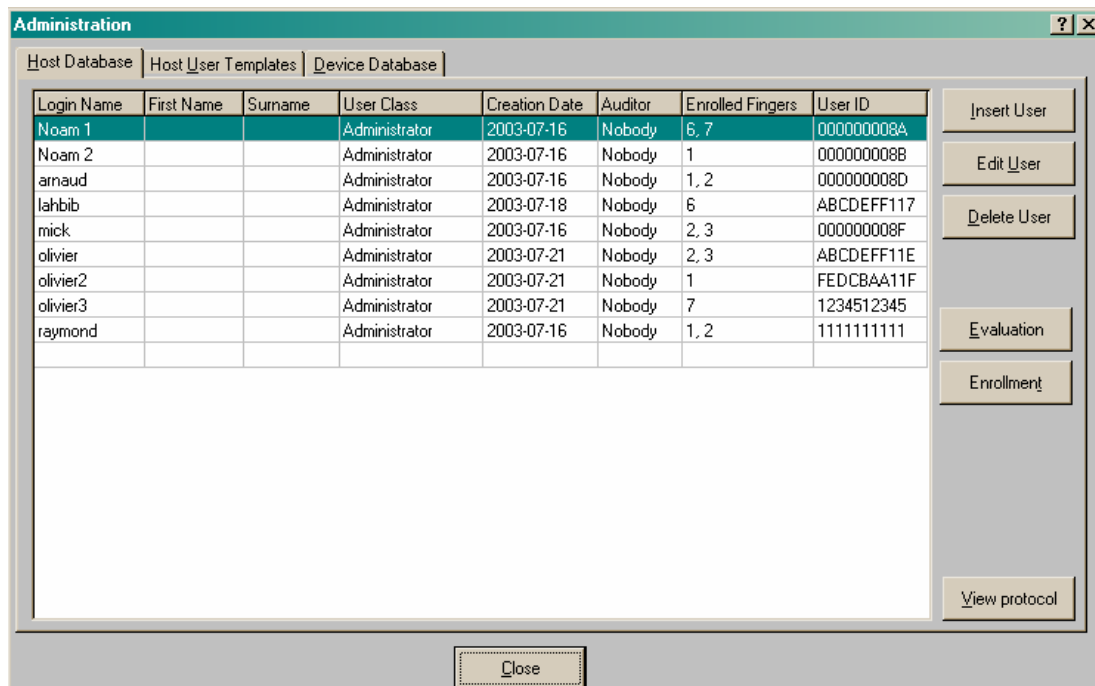 Administration
Host Database Host User Templates Device Database
Login Name First Name Surname User Class Creation Date Auditor Enrolled Fingers User ID
Noam 1 Administrator 2003-07-16 Nobody 6, 7 000000008A
Noam 2 Administrator 2003-07-16 Nobody 1 000000008B
arnaud Administrator 2003-07-16 Nobody 1, 2 000000008D
lahbib Administrator 2003-07-18 Nobody 6 ABCDEFF117
mick Administrator 2003-07-16 Nobody 2, 3 000000008F
olivier Administrator 2003-07-21 Nobody 2, 3 ABCDEFF11E
olivier2 Administrator 2003-07-21 Nobody 1 FEDCBAA11F
olivier3 Administrator 2003-07-21 Nobody 7 1234512345
raymond Administrator 2003-07-16 Nobody 1, 2 1111111111
Insert User
Edit User
Delete User
Evaluation
Enrollment
View protocol
Close